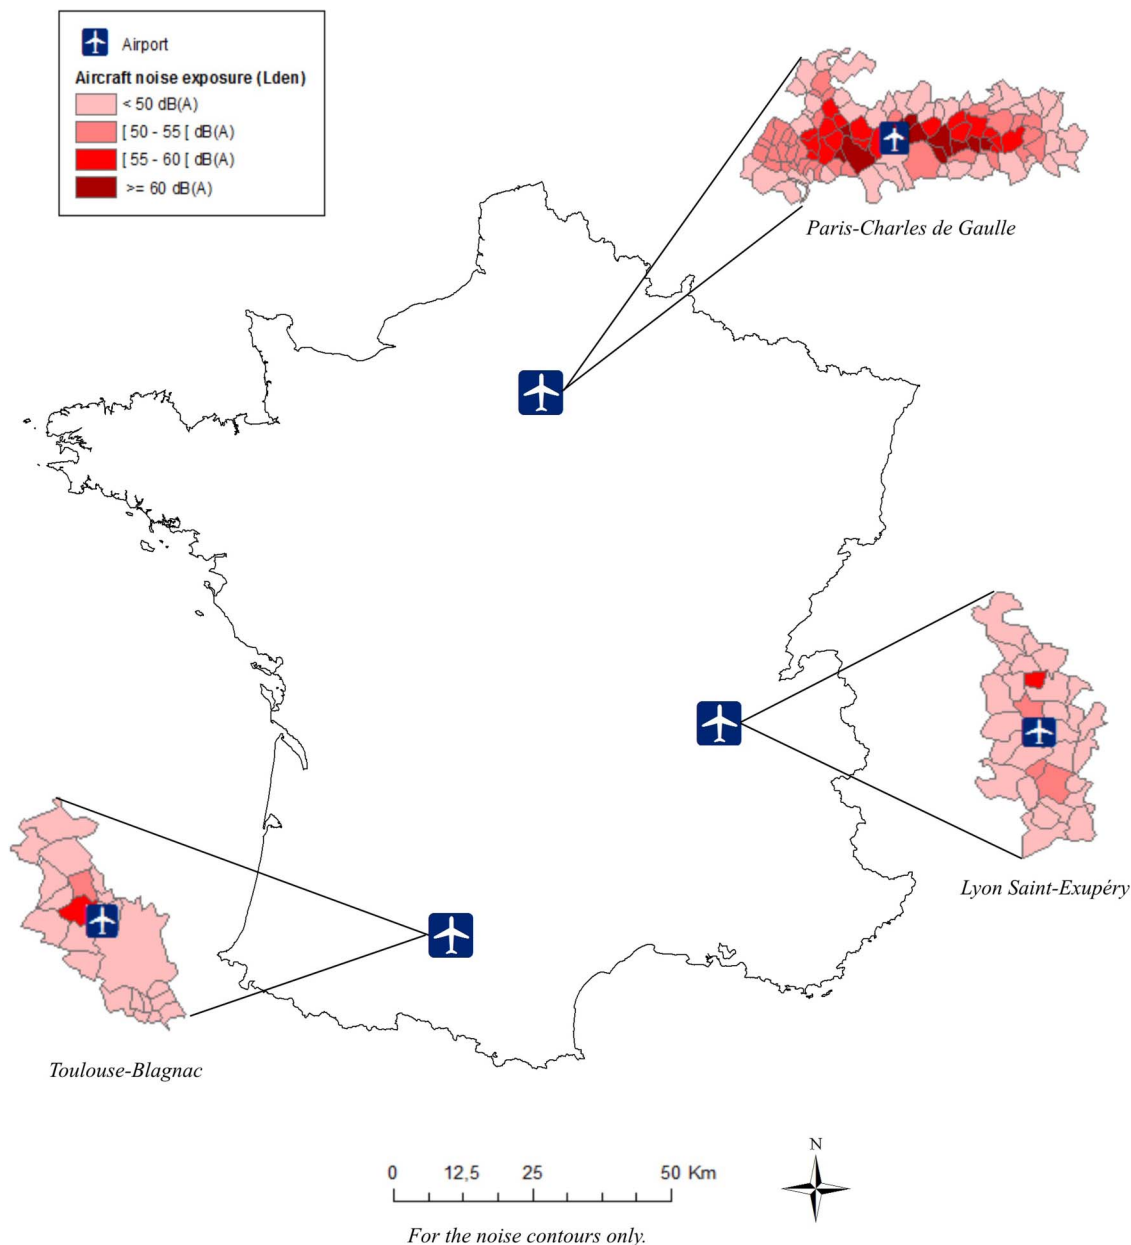 Airport
Aircraft noise exposure (Lden)
< 50 dB(A)
[ 50 - 55 [ dB(A)
[ 55 - 60 [ dB(A)
>= 60 dB(A)
Paris-Charles de Gaulle
Lyon Saint-Exupéry
Toulouse-Blagnac
N
0 12,5 25 50 Km
For the noise contours only.